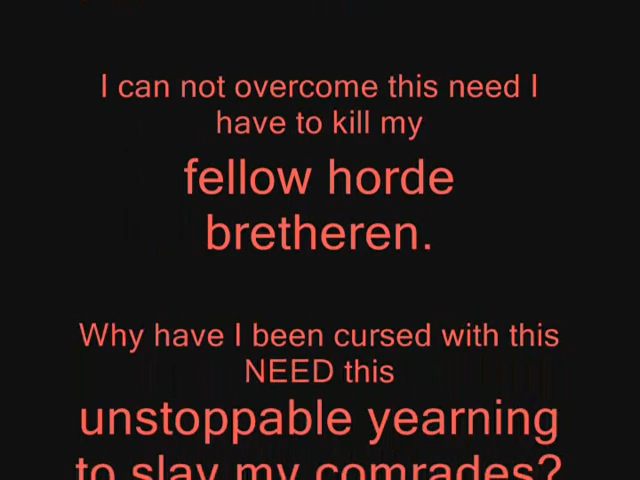 I can not overcome this need I
have to kill my
fellow horde
bretheren.
Why have I been cursed with this
NEED this
unstoppable yearning
to slay my comrades?